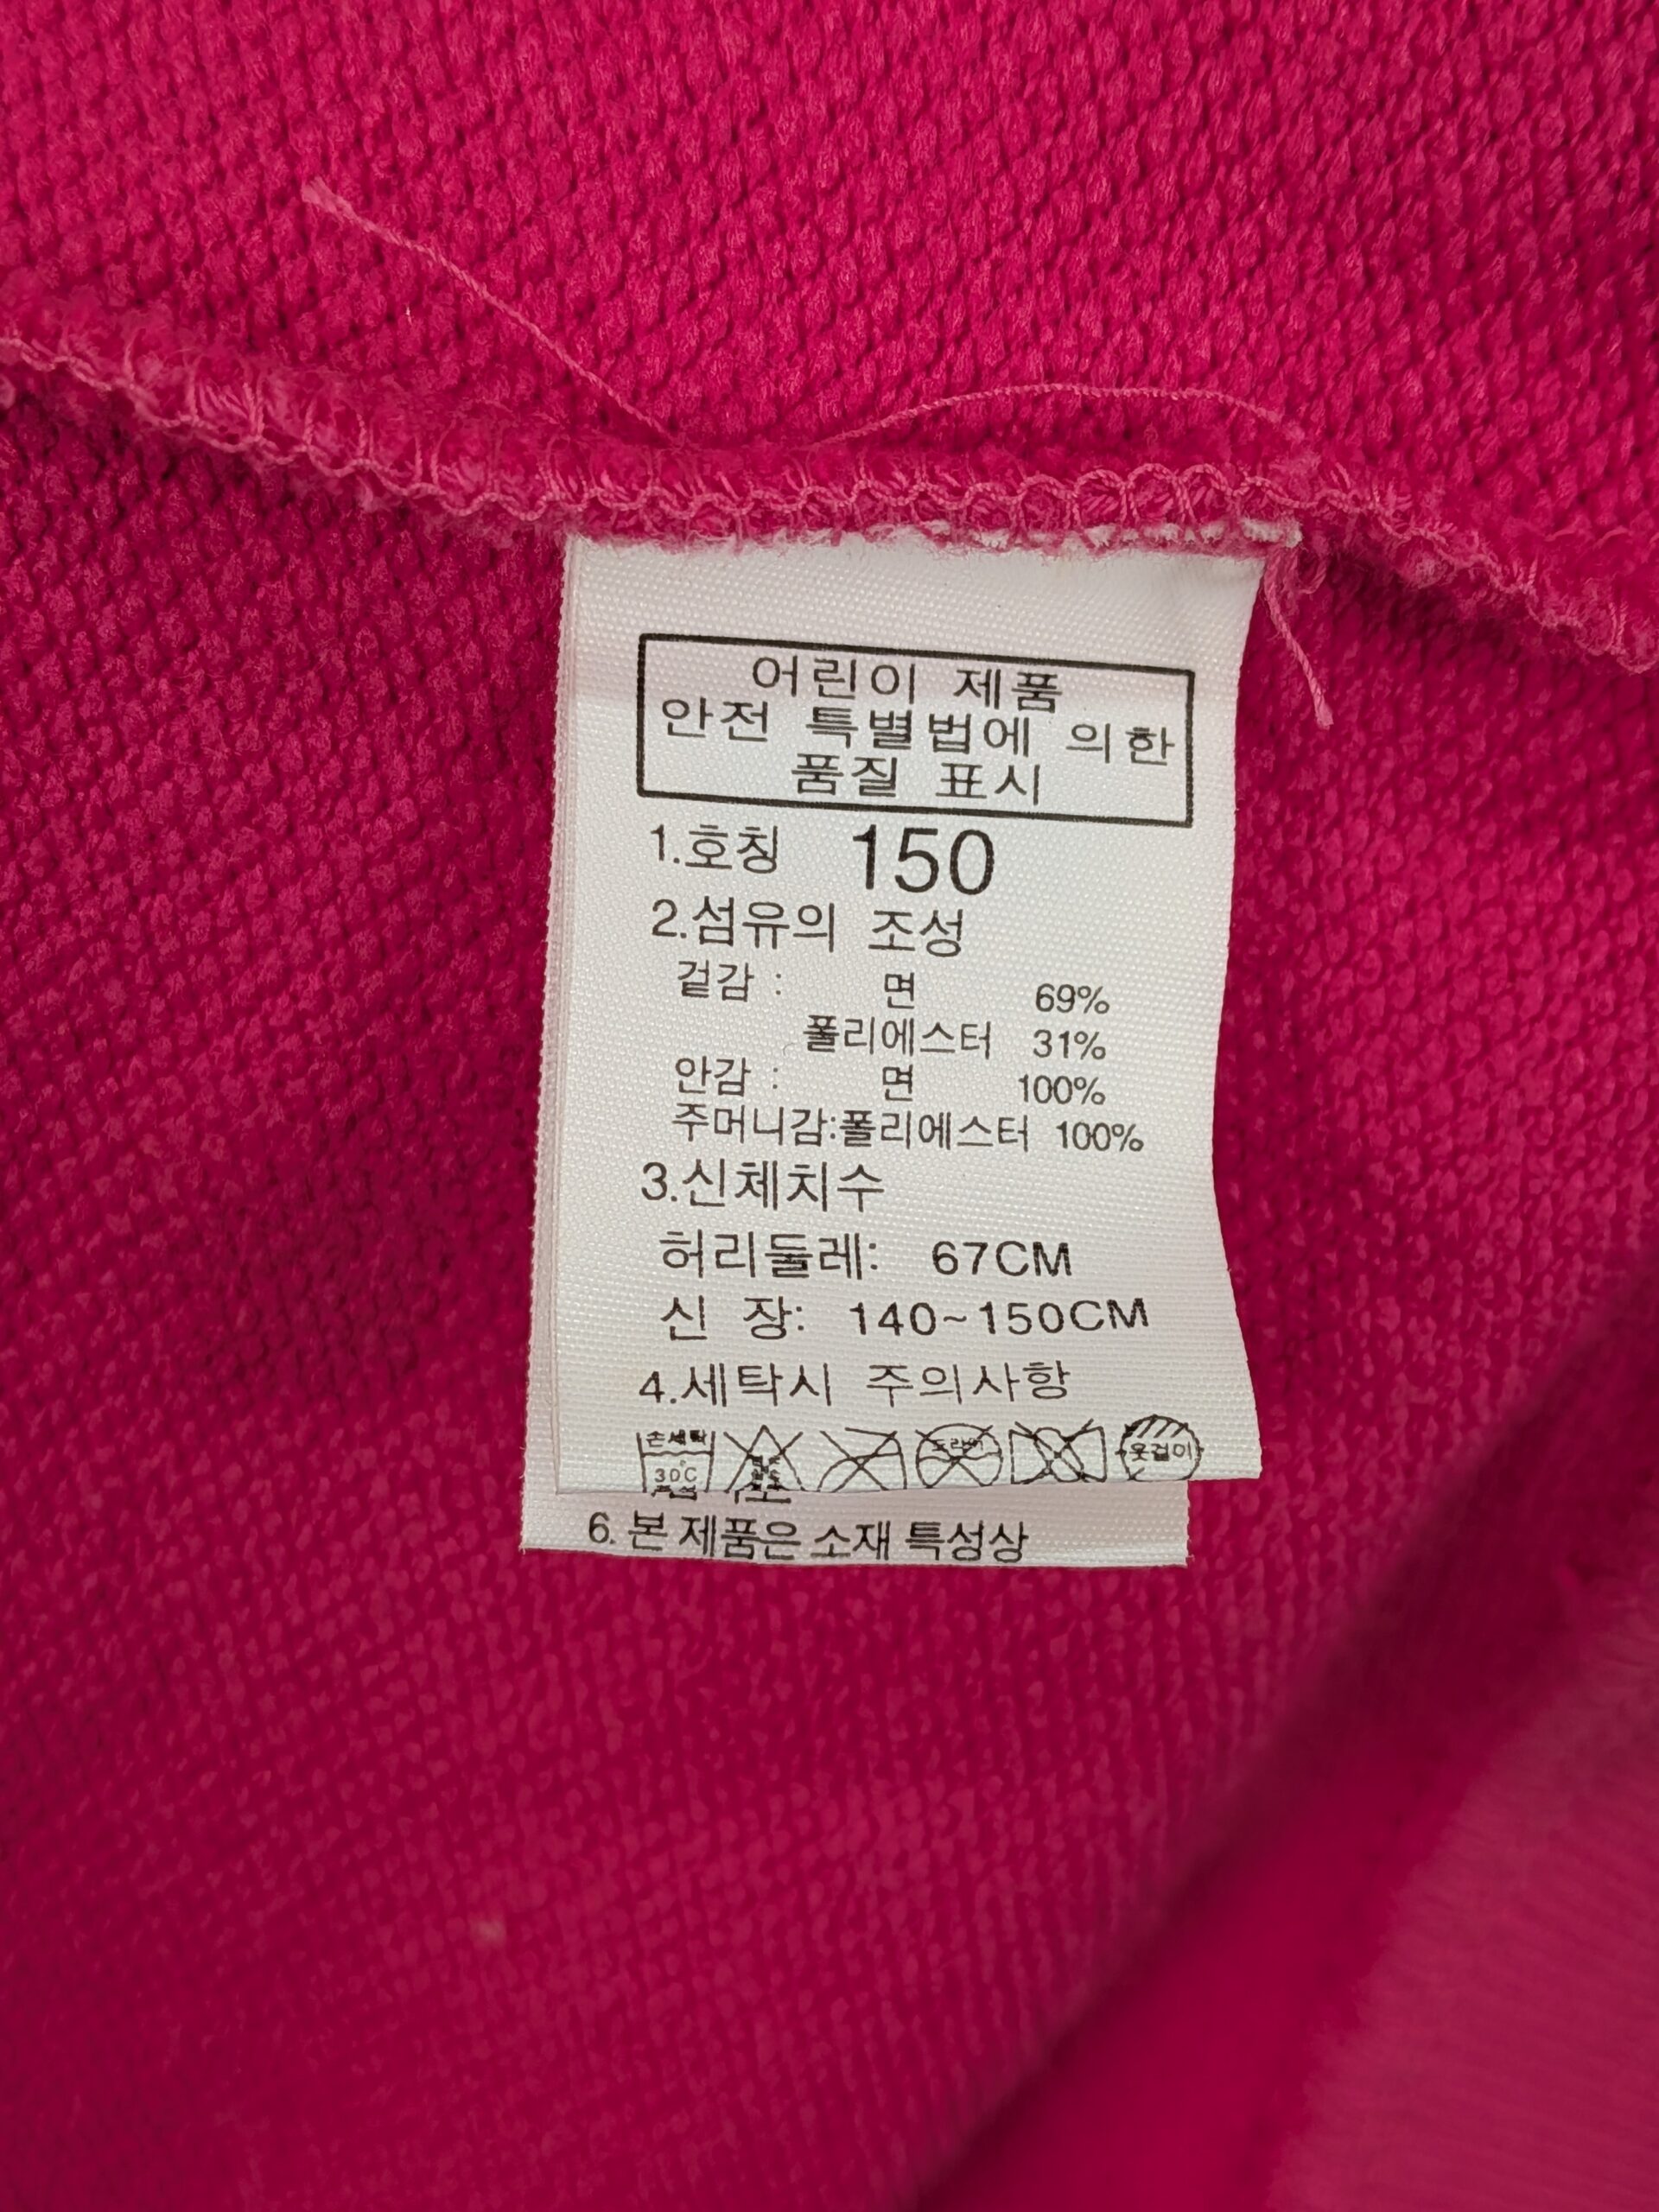 어린이 제품
안전 특별법에 의한
품질 표시
1.호칭 150
2.섬유의 조성
겉감 : 면 69%
폴리에스터 31%
안감 : 면 100%
주머니감:폴리에스터 100%
3.신체치수
허리둘레: 67CM
신 장: 140~150CM
4.세탁시 주의사항
손세탁 30°C 옷걸이
6. 본 제품은 소재 특성상